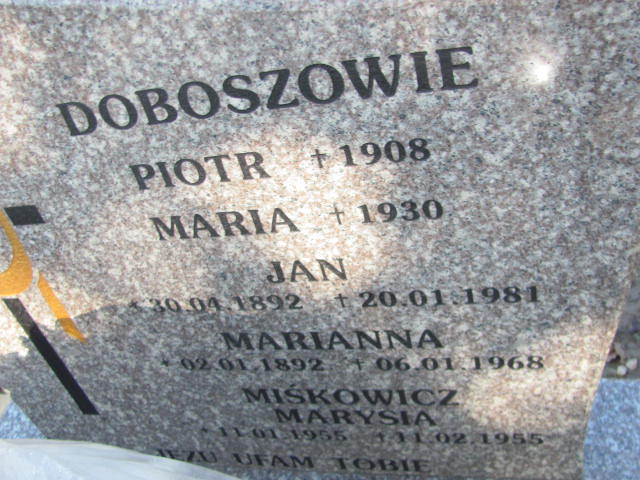 DOBOSZOWIE
PIOTR † 1908
MARIA † 1930
JAN
* 30.04.1892 † 20.01.1981
MARIANNA
* 02.01.1892 † 06.01.1968
MIŚKOWICZ
MARYSIA
* 11.01.1955 † 11.02.1955
JEZU UFAM TOBIE